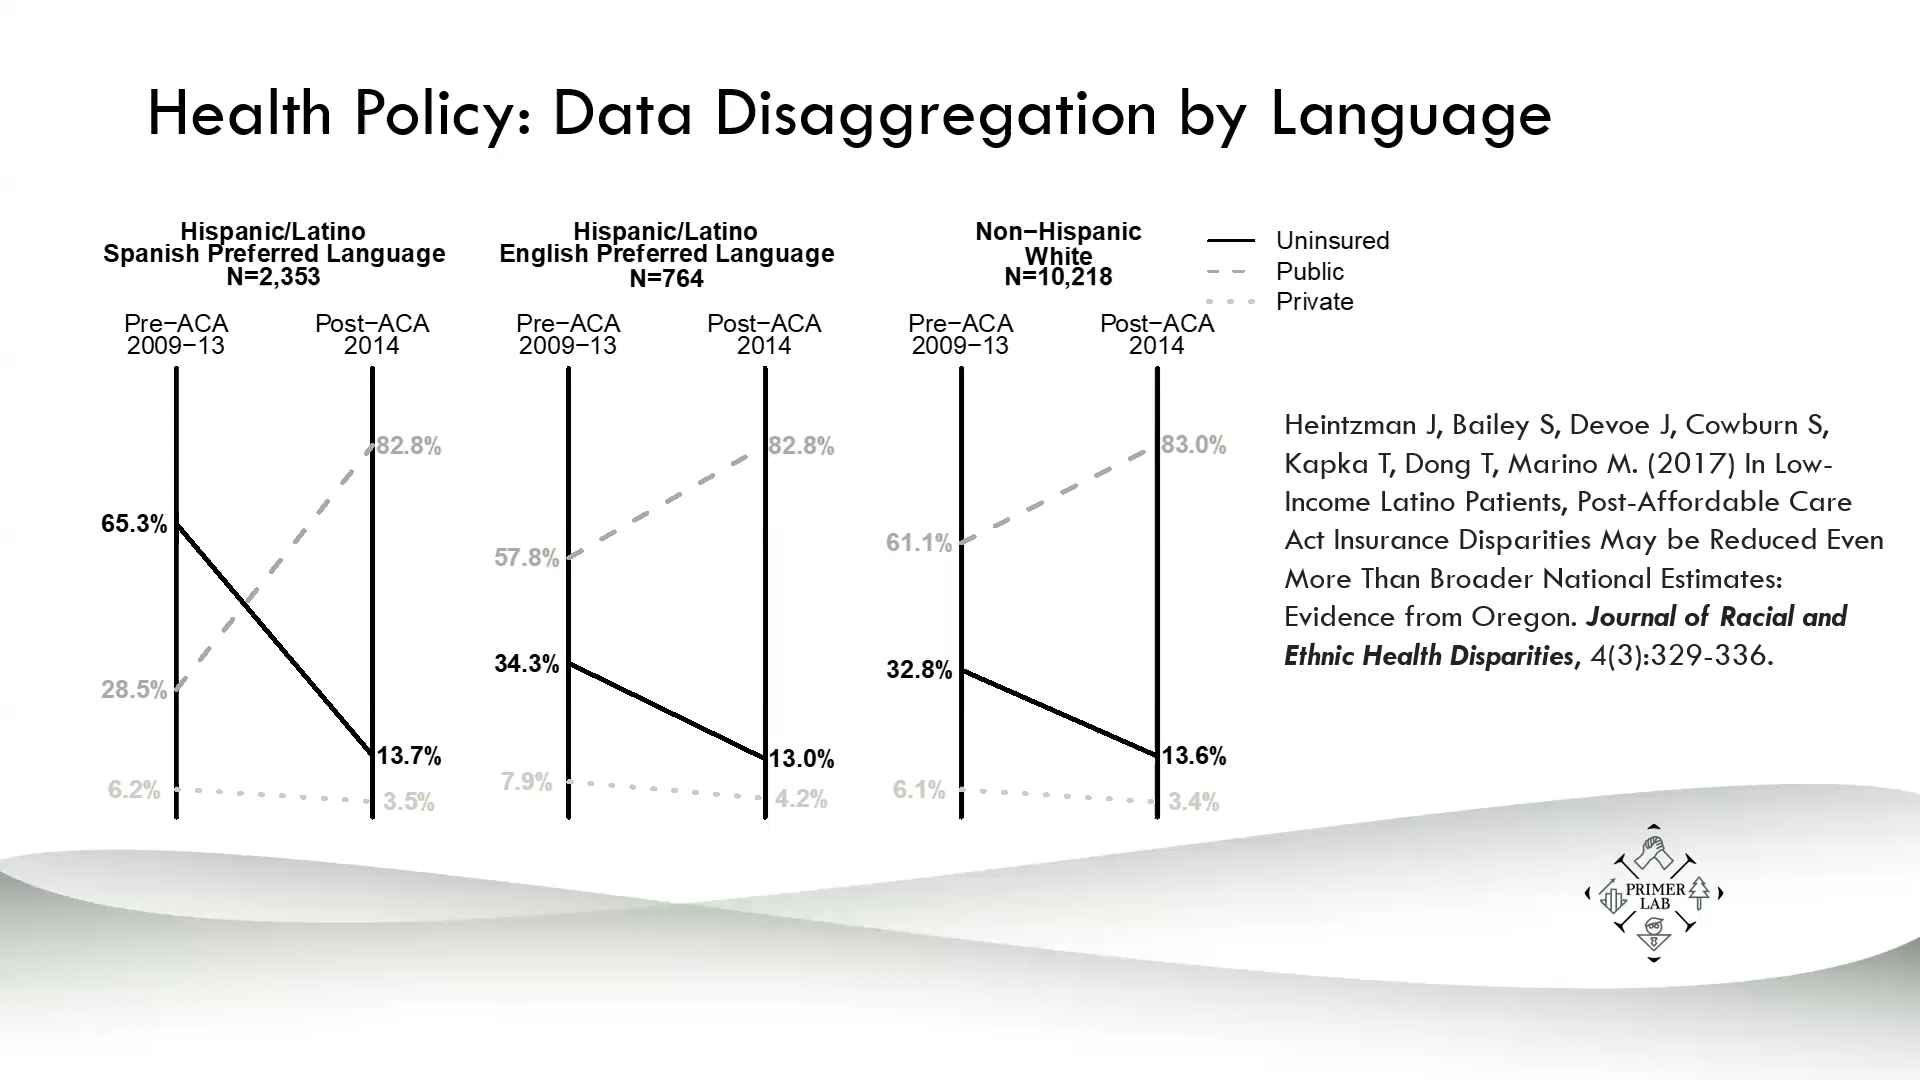 Health Policy: Data Disaggregation by Language
Hispanic/Latino
Spanish Preferred Language
N=2,353
Pre−ACA
2009−13
Post−ACA
2014
65.3%
28.5%
6.2%
82.8%
13.7%
3.5%
Hispanic/Latino
English Preferred Language
N=764
Pre−ACA
2009−13
Post−ACA
2014
57.8%
34.3%
7.9%
82.8%
13.0%
4.2%
Non−Hispanic
White
N=10,218
Pre−ACA
2009−13
Post−ACA
2014
61.1%
32.8%
6.1%
83.0%
13.6%
3.4%
Uninsured
Public
Private
Heintzman J, Bailey S, Devoe J, Cowburn S,
Kapka T, Dong T, Marino M. (2017) In Low-
Income Latino Patients, Post-Affordable Care
Act Insurance Disparities May be Reduced Even
More Than Broader National Estimates:
Evidence from Oregon. Journal of Racial and
Ethnic Health Disparities, 4(3):329-336.
PRIMER
LAB